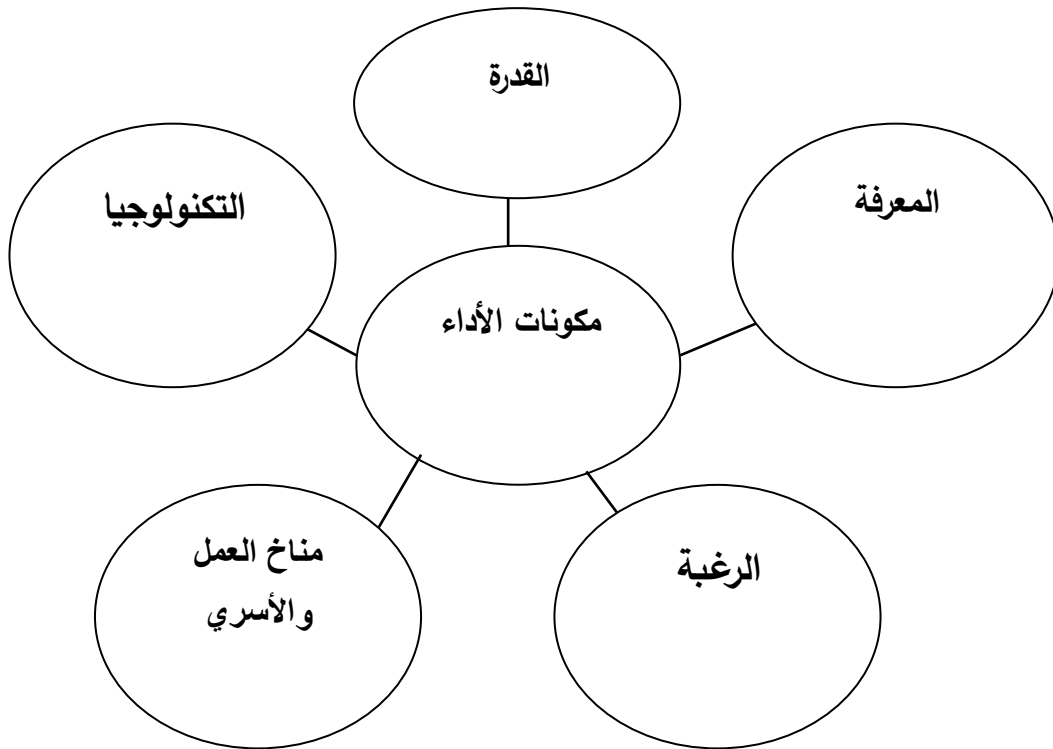 القدرة
المعرفة
التكنولوجيا
مكونات الأداء
مناخ العمل
والأسري
الرغبة